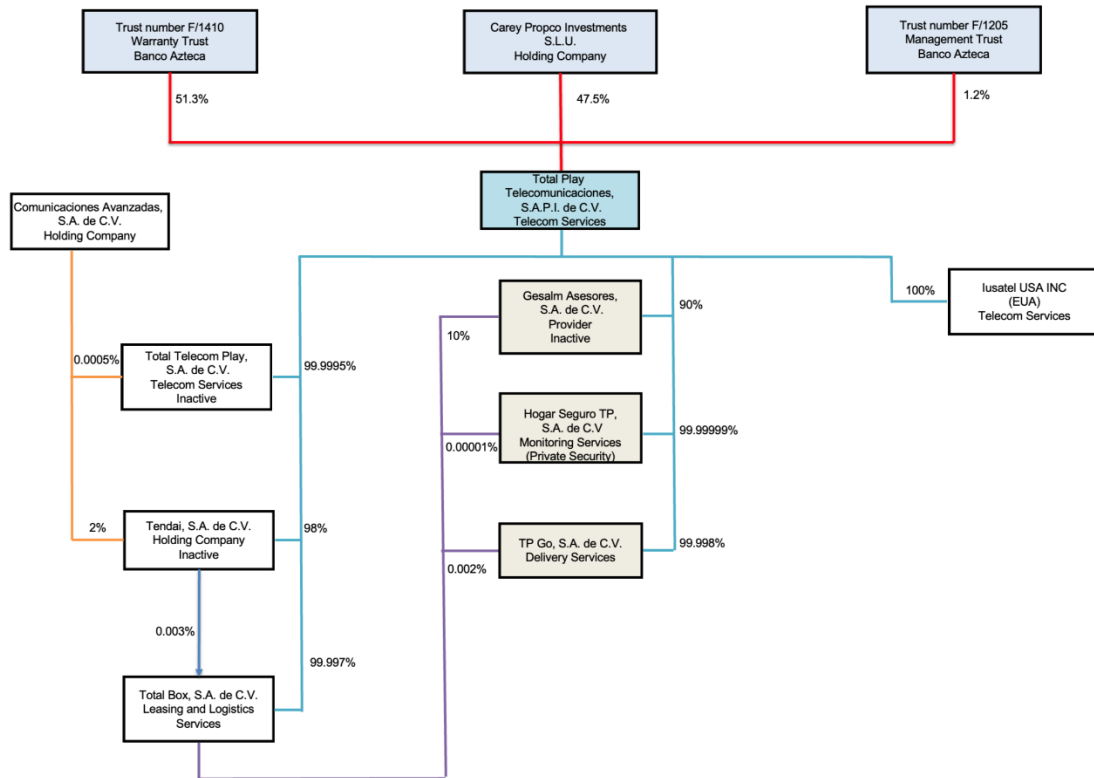 Trust number F/1410
Warranty Trust
Banco Azteca
Carey Propco Investments
S.L.U.
Holding Company
Trust number F/1205
Management Trust
Banco Azteca
51.3%
47.5%
1.2%
Total Play
Telecomunicaciones,
S.A.P.I. de C.V.
Telecom Services
Comunicaciones Avanzadas,
S.A. de C.V.
Holding Company
Gesalm Asesores,
S.A. de C.V.
Provider
Inactive
10%
90%
100%
Iusatel USA INC
(EUA)
Telecom Services
0.0005%
Total Telecom Play,
S.A. de C.V.
Telecom Services
Inactive
99.9995%
Hogar Seguro TP,
S.A. de C.V
Monitoring Services
(Private Security)
0.00001%
99.99999%
2%
Tendai, S.A. de C.V.
Holding Company
Inactive
98%
TP Go, S.A. de C.V.
Delivery Services
0.002%
99.998%
0.003%
99.997%
Total Box, S.A. de C.V.
Leasing and Logistics
Services